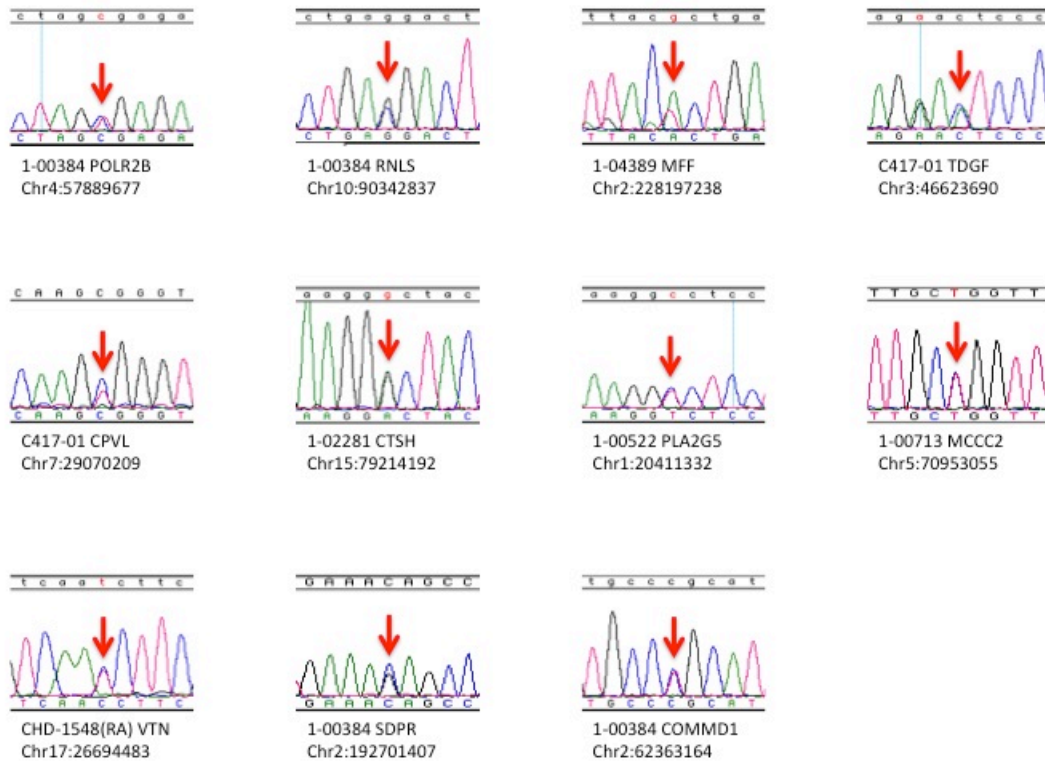 c t a g c g a g a
C T A G C G A G A
1-00384 POLR2B
Chr4:57889677
c t g a g g a c t
C T G A G G A C T
1-00384 RNLS
Chr10:90342837
t t a c g c t g a
T T A C A C T G A
1-04389 MFF
Chr2:228197238
a g a a c t c c c
A G A A C T C C C
C417-01 TDGF
Chr3:46623690
C A A G C G G G T
C A A G C G G G T
C417-01 CPVL
Chr7:29070209
a a g g g c t a c
A A G G A C T A C
1-02281 CTSH
Chr15:79214192
a a g g c c t c c
A A G G T C T C C
1-00522 PLA2G5
Chr1:20411332
T T G C T G G T T
T T G C T G G T T
1-00713 MCCC2
Chr5:70953055
t c a a t c t t c
T C A A C C T T C
CHD-1548(RA) VTN
Chr17:26694483
G A A A C A G C C
G A A A C A G C C
1-00384 SDPR
Chr2:192701407
t g c c c g c a t
T G C C C G C A T
1-00384 COMMD1
Chr2:62363164